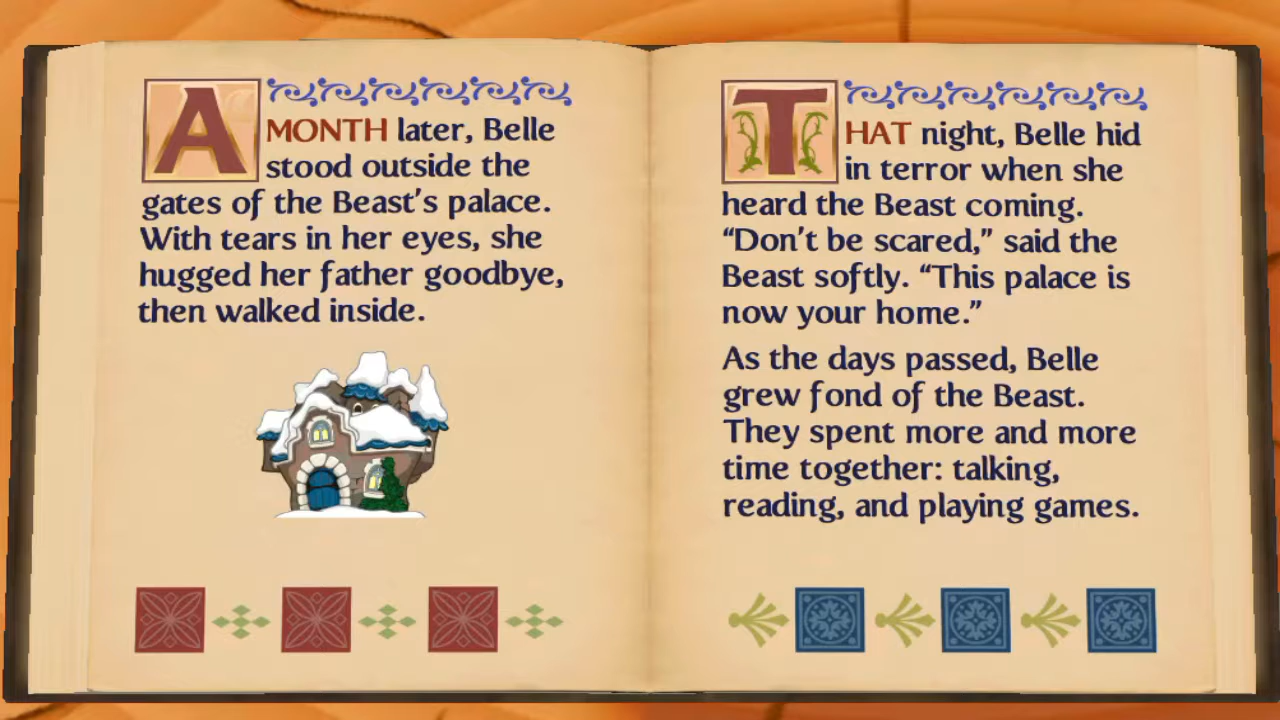 A MONTH later, Belle
stood outside the
gates of the Beast's palace.
With tears in her eyes, she
hugged her father goodbye,
then walked inside.
THAT night, Belle hid
in terror when she
heard the Beast coming.
“Don't be scared,” said the
Beast softly. “This palace is
now your home.”
As the days passed, Belle
grew fond of the Beast.
They spent more and more
time together: talking,
reading, and playing games.